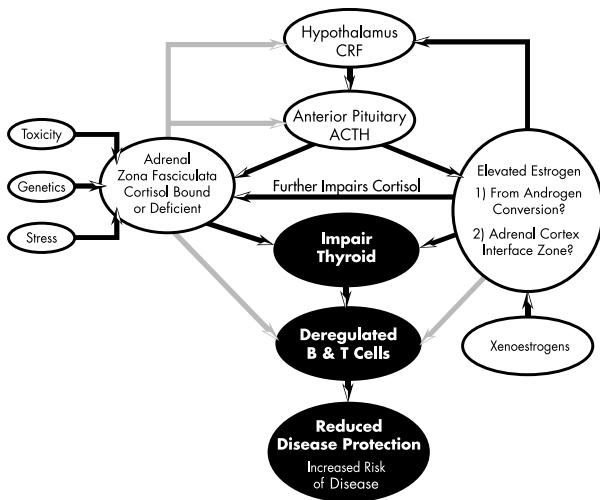 Hypothalamus
CRF
Anterior Pituitary
ACTH
Toxicity
Genetics
Stress
Adrenal
Zona Fasciculata
Cortisol Bound
or Deficient
Further Impairs Cortisol
Elevated Estrogen
1) From Androgen
Conversion?
2) Adrenal Cortex
Interface Zone?
Impair
Thyroid
Deregulated
B & T Cells
Xenoestrogens
Reduced
Disease Protection
Increased Risk
of Disease